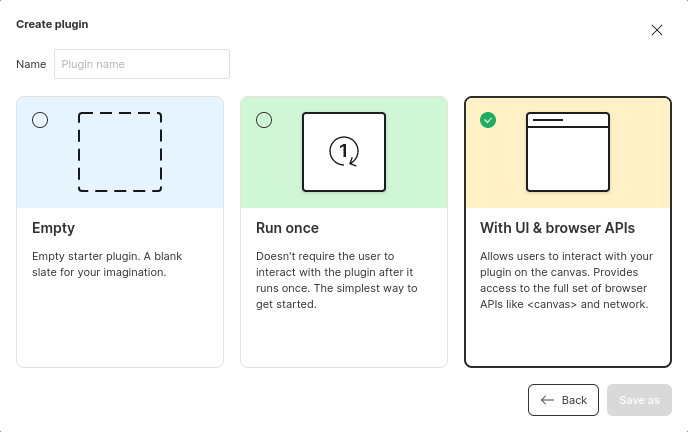 Create plugin
Name
Plugin name
1
Empty
Empty starter plugin. A blank
slate for your imagination.
Run once
Doesn't require the user to
interact with the plugin after it
runs once. The simplest way to
get started.
With UI & browser APIs
Allows users to interact with your
plugin on the canvas. Provides
access to the full set of browser
APIs like <canvas> and network.
Back
Save as